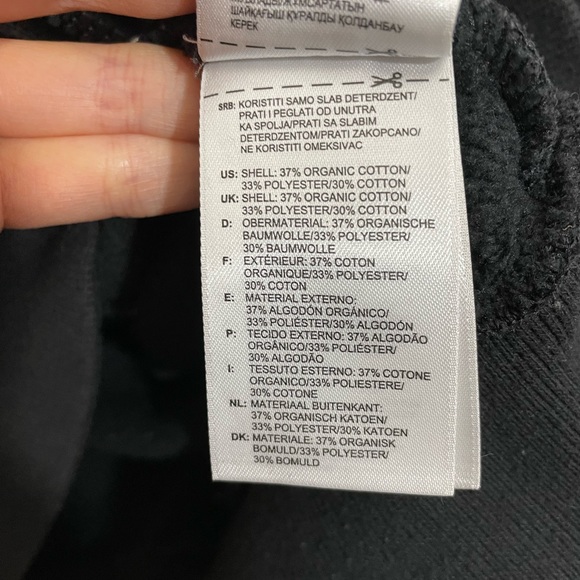 ШАЙҚАҒЫШ ҚҰРАЛДЫ ҚОЛДАНБАУ
КЕРЕК
SRB: KORISTITI SAMO SLAB DETERDZENT/
PRATI I PEGLATI OD UNUTRA
KA SPOLJA/PRATI SA SLABIM
DETERDZENTOM/PRATI ZAKOPCANO/
NE KORISTITI OMEKSIVAC
US: SHELL: 37% ORGANIC COTTON/
33% POLYESTER/30% COTTON
UK: SHELL: 37% ORGANIC COTTON/
33% POLYESTER/30% COTTON
D: OBERMATERIAL: 37% ORGANISCHE
BAUMWOLLE/33% POLYESTER/
30% BAUMWOLLE
F: EXTÉRIEUR: 37% COTON
ORGANIQUE/33% POLYESTER/
30% COTON
E: MATERIAL EXTERNO:
37% ALGODÓN ORGÁNICO/
33% POLIÉSTER/30% ALGODÓN
P: TECIDO EXTERNO: 37% ALGODÃO
ORGÂNICO/33% POLIÉSTER/
30% ALGODÃO
I: TESSUTO ESTERNO: 37% COTONE
ORGANICO/33% POLIESTERE/
30% COTONE
NL: MATERIAAL BUITENKANT:
37% ORGANISCH KATOEN/
33% POLYESTER/30% KATOEN
DK: MATERIALE: 37% ORGANISK
BOMULD/33% POLYESTER/
30% BOMULD